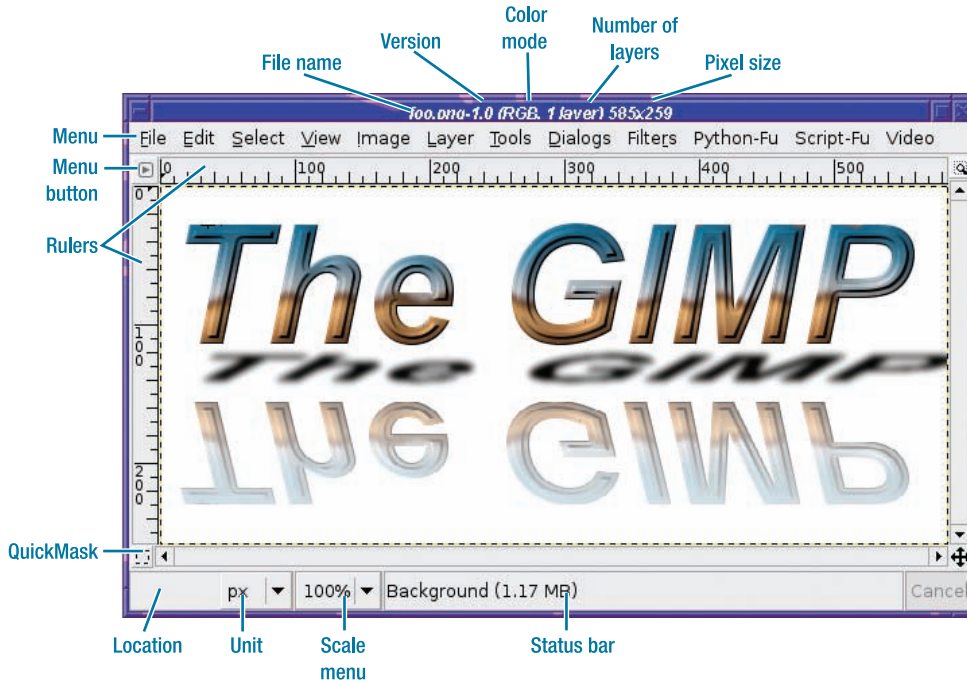 Color
mode
Number of
layers
Version
File name
Pixel size
foo.png-1.0 (RGB, 1 layer) 585x259
Menu
File Edit Select View Image Layer Tools Dialogs Filters Python-Fu Script-Fu Video
Menu
button
0 100 200 300 400 500
Rulers
0
100
200
The GIMP
The GIMP
The GIMP
QuickMask
px 100% Background (1.17 MB) Cancel
Location
Unit
Scale
menu
Status bar